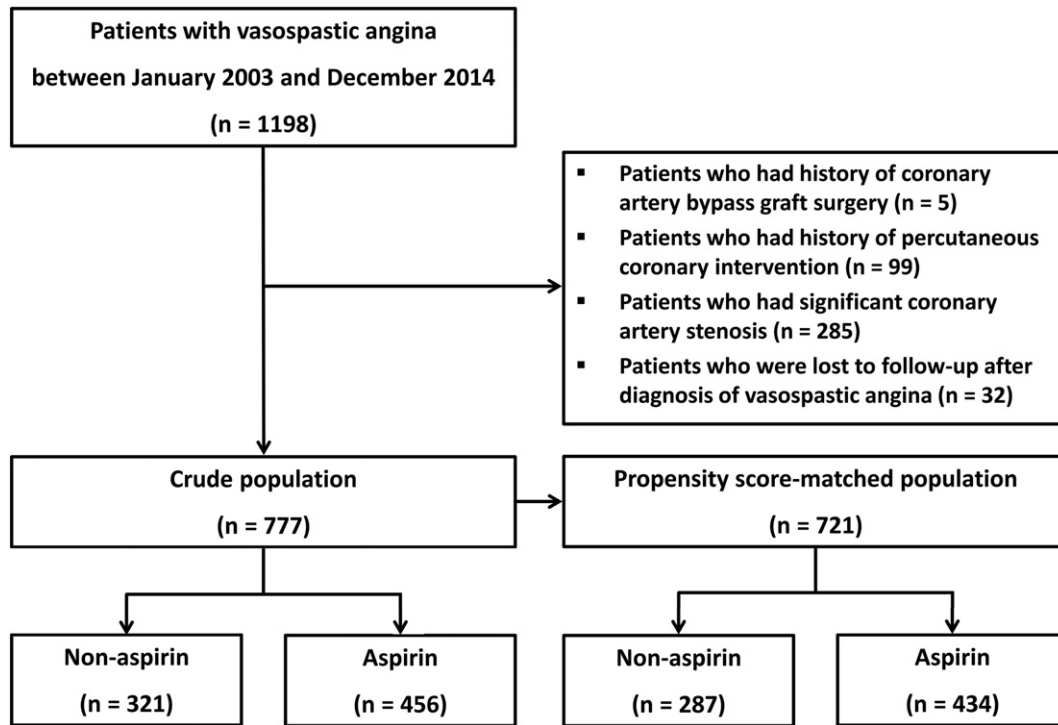 Patients with vasospastic angina
between January 2003 and December 2014
(n = 1198)
▪ Patients who had history of coronary
artery bypass graft surgery (n = 5)
▪ Patients who had history of percutaneous
coronary intervention (n = 99)
▪ Patients who had significant coronary
artery stenosis (n = 285)
▪ Patients who were lost to follow-up after
diagnosis of vasospastic angina (n = 32)
Crude population
(n = 777)
Propensity score-matched population
(n = 721)
Non-aspirin
(n = 321)
Aspirin
(n = 456)
Non-aspirin
(n = 287)
Aspirin
(n = 434)